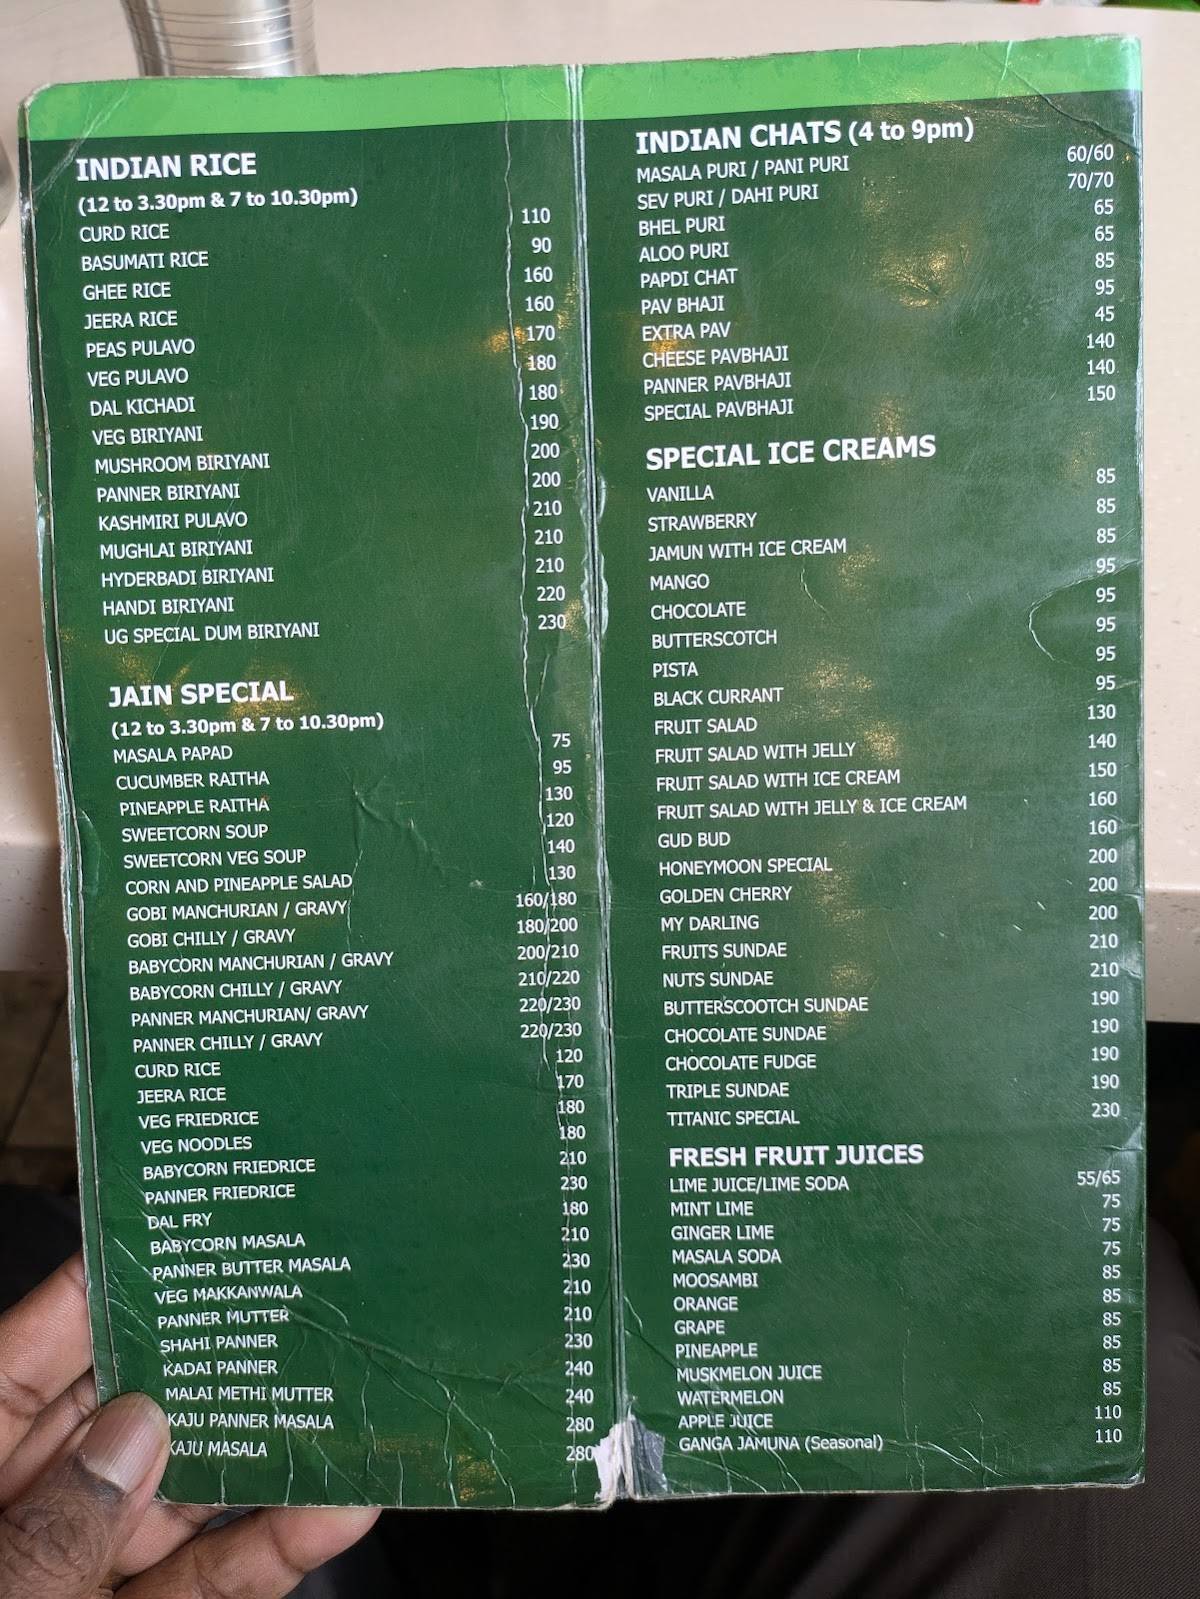 INDIAN RICE
(12 to 3.30pm & 7 to 10.30pm)
CURD RICE 110
BASUMATI RICE 90
GHEE RICE 160
JEERA RICE 160
PEAS PULAVO 170
VEG PULAVO 180
DAL KICHADI 180
VEG BIRIYANI 190
MUSHROOM BIRIYANI 200
PANNER BIRIYANI 200
KASHMIRI PULAVO 210
MUGHLAI BIRIYANI 210
HYDERBADI BIRIYANI 210
HANDI BIRIYANI 220
UG SPECIAL DUM BIRIYANI 230
JAIN SPECIAL
(12 to 3.30pm & 7 to 10.30pm)
MASALA PAPAD 75
CUCUMBER RAITHA 95
PINEAPPLE RAITHA 130
SWEETCORN SOUP 120
SWEETCORN VEG SOUP 140
CORN AND PINEAPPLE SALAD 130
GOBI MANCHURIAN / GRAVY 160/180
GOBI CHILLY / GRAVY 180/200
BABYCORN MANCHURIAN / GRAVY 200/210
BABYCORN CHILLY / GRAVY 210/220
PANNER MANCHURIAN/ GRAVY 220/230
PANNER CHILLY / GRAVY 220/230
CURD RICE 120
JEERA RICE 170
VEG FRIEDRICE 180
VEG NOODLES 180
BABYCORN FRIEDRICE 210
PANNER FRIEDRICE 230
DAL FRY 180
BABYCORN MASALA 210
PANNER BUTTER MASALA 230
VEG MAKKANWALA 210
PANNER MUTTER 210
SHAHI PANNER 230
KADAI PANNER 240
MALAI METHI MUTTER 240
KAJU PANNER MASALA 280
KAJU MASALA 280
INDIAN CHATS (4 to 9pm)
MASALA PURI / PANI PURI 60/60
SEV PURI / DAHI PURI 70/70
BHEL PURI 65
ALOO PURI 65
PAPDI CHAT 85
PAV BHAJI 95
EXTRA PAV 45
CHEESE PAVBHAJI 140
PANNER PAVBHAJI 140
SPECIAL PAVBHAJI 150
SPECIAL ICE CREAMS
VANILLA 85
STRAWBERRY 85
JAMUN WITH ICE CREAM 85
MANGO 95
CHOCOLATE 95
BUTTERSCOTCH 95
PISTA 95
BLACK CURRANT 95
FRUIT SALAD 130
FRUIT SALAD WITH JELLY 140
FRUIT SALAD WITH ICE CREAM 150
FRUIT SALAD WITH JELLY & ICE CREAM 160
GUD BUD 160
HONEYMOON SPECIAL 200
GOLDEN CHERRY 200
MY DARLING 200
FRUITS SUNDAE 210
NUTS SUNDAE 210
BUTTERSCOOTCH SUNDAE 190
CHOCOLATE SUNDAE 190
CHOCOLATE FUDGE 190
TRIPLE SUNDAE 190
TITANIC SPECIAL 230
FRESH FRUIT JUICES
LIME JUICE/LIME SODA 55/65
MINT LIME 75
GINGER LIME 75
MASALA SODA 75
MOOSAMBI 85
ORANGE 85
GRAPE 85
PINEAPPLE 85
MUSKMELON JUICE 85
WATERMELON 85
APPLE JUICE 110
GANGA JAMUNA (Seasonal) 110